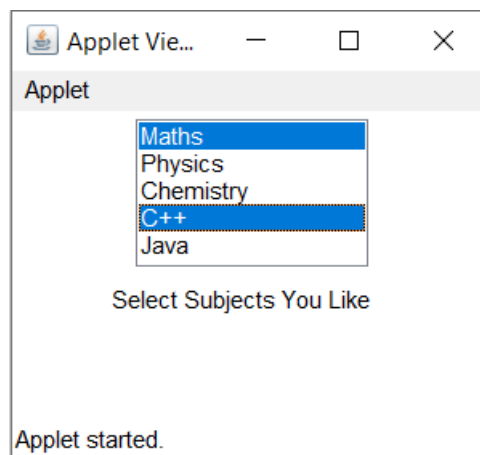 Applet Vie...
Applet
Maths
Physics
Chemistry
C++
Java
Select Subjects You Like
Applet started.